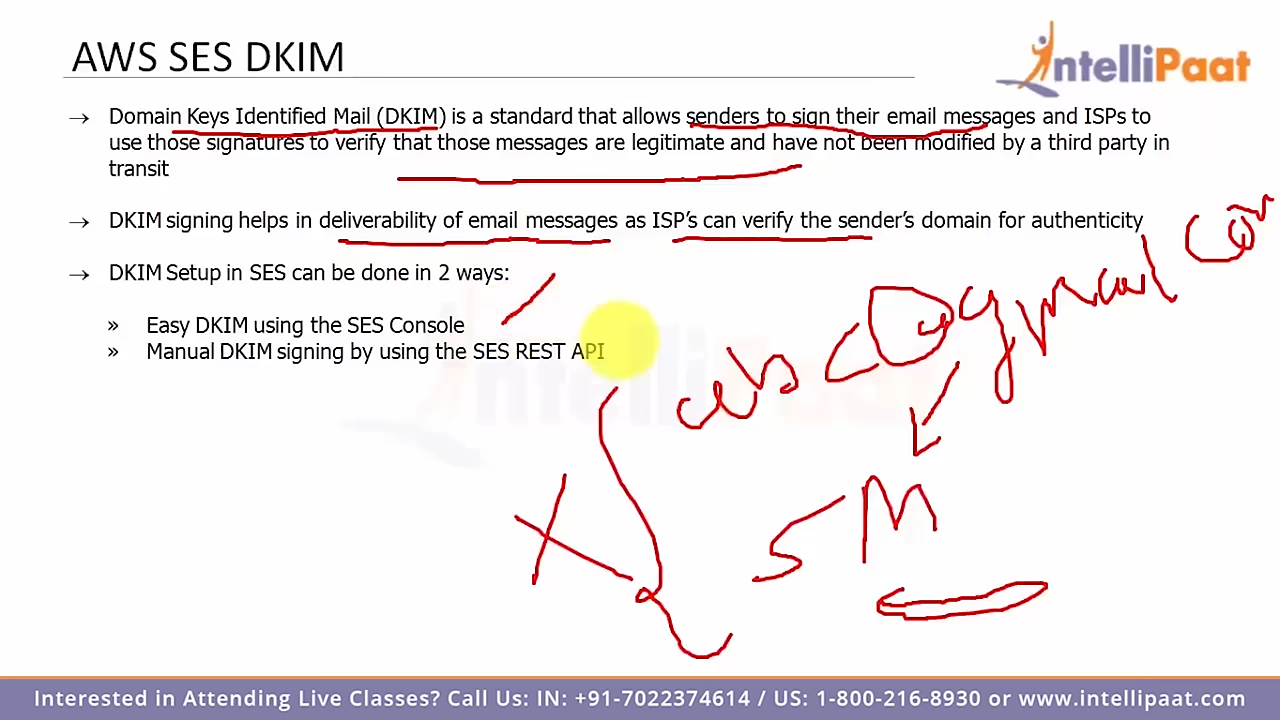 AWS SES DKIM
IntelliPaat
→ Domain Keys Identified Mail (DKIM) is a standard that allows senders to sign their email messages and ISPs to
use those signatures to verify that those messages are legitimate and have not been modified by a third party in
transit
→ DKIM signing helps in deliverability of email messages as ISP's can verify the sender's domain for authenticity
→ DKIM Setup in SES can be done in 2 ways:
» Easy DKIM using the SES Console
» Manual DKIM signing by using the SES REST API
abc@gmail com
5M
Interested in Attending Live Classes? Call Us: IN: +91-7022374614 / US: 1-800-216-8930 or www.intellipaat.com